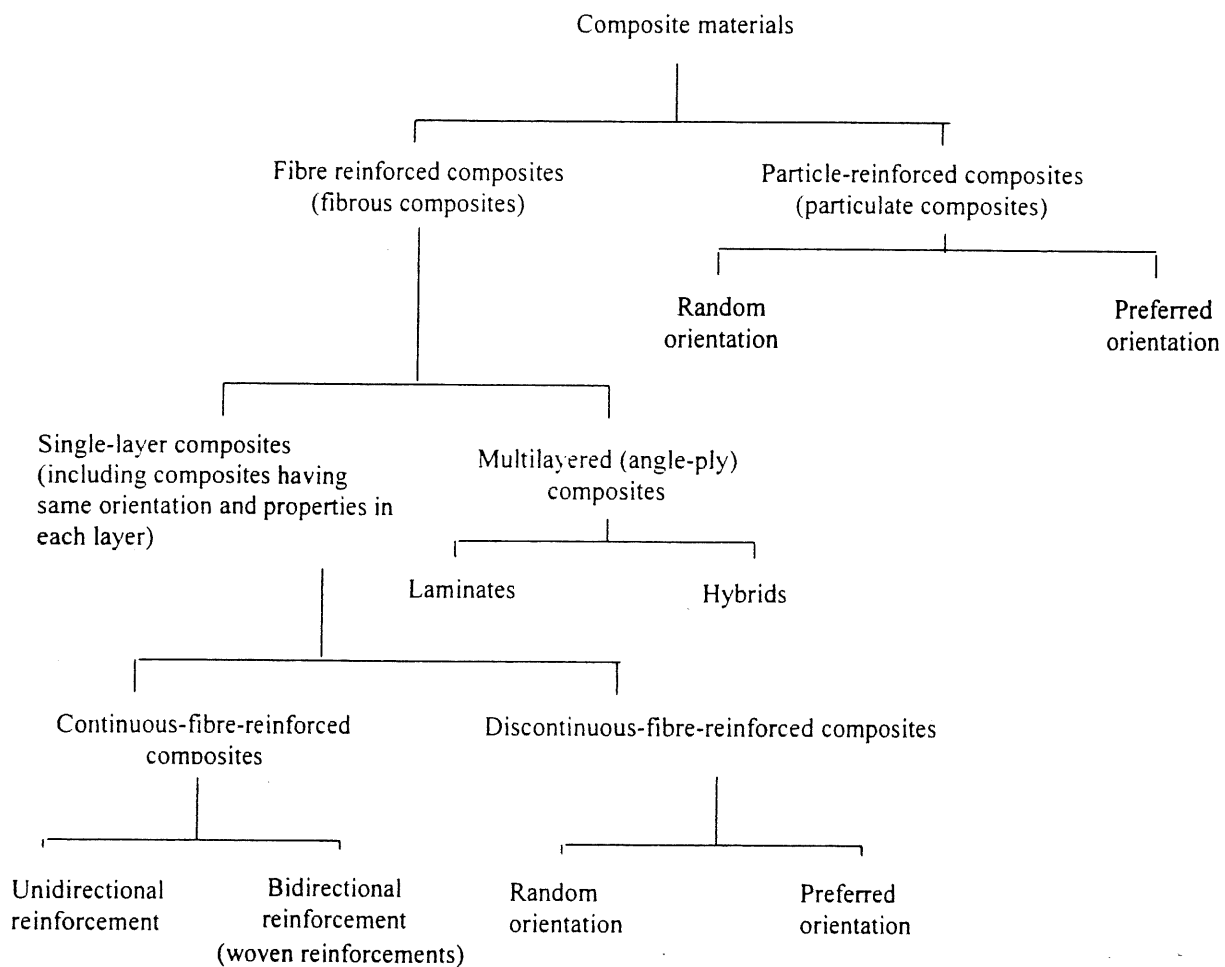 Composite materials
Fibre reinforced composites
(fibrous composites)
Particle-reinforced composites
(particulate composites)
Random
orientation
Preferred
orientation
Single-layer composites
(including composites having
same orientation and properties in
each layer)
Multilayered (angle-ply)
composites
Laminates
Hybrids
Continuous-fibre-reinforced
composites
Discontinuous-fibre-reinforced composites
Unidirectional
reinforcement
Bidirectional
reinforcement
(woven reinforcements)
Random
orientation
Preferred
orientation